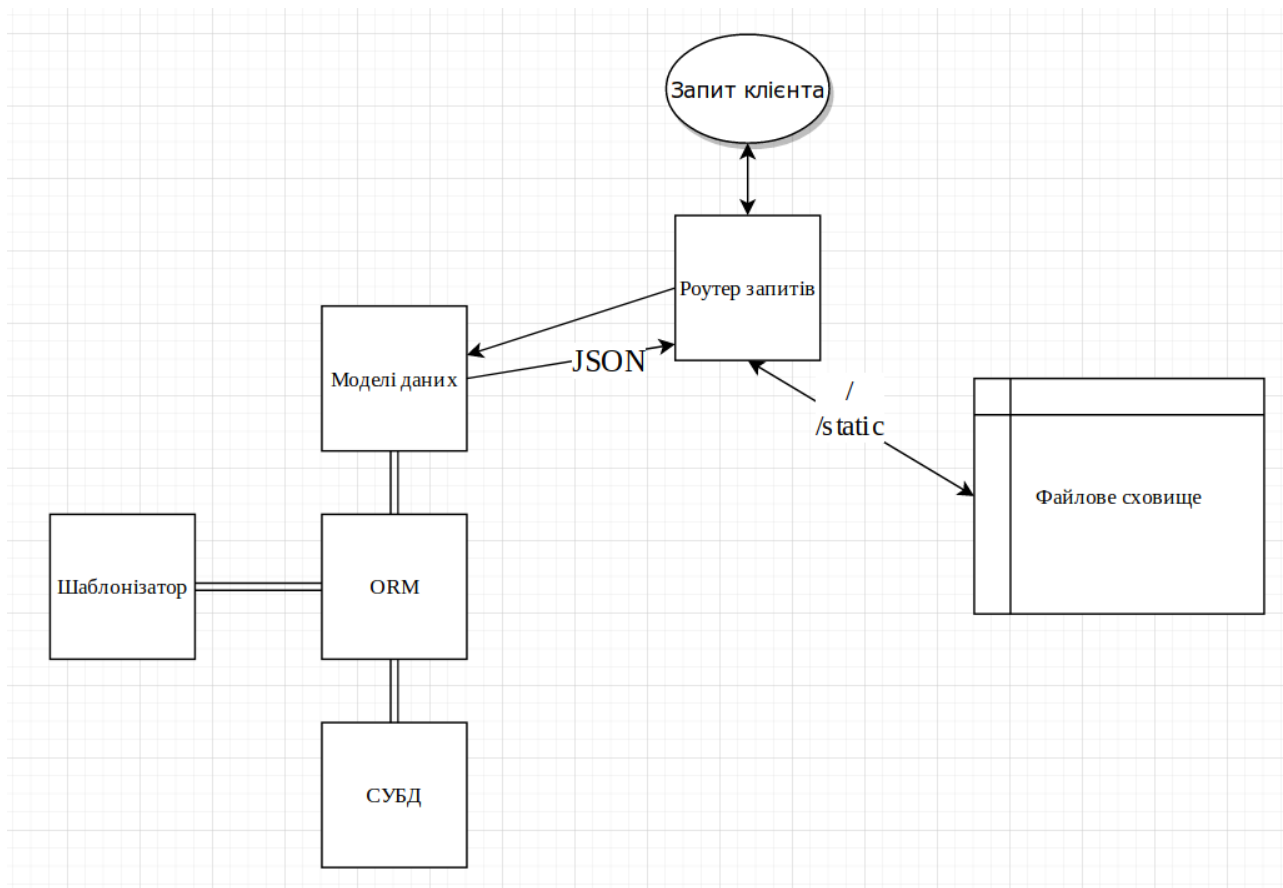 Запит клієнта
Роутер запитів
JSON
Моделі даних
/
/static
Файлове сховище
Шаблонізатор
ORM
СУБД